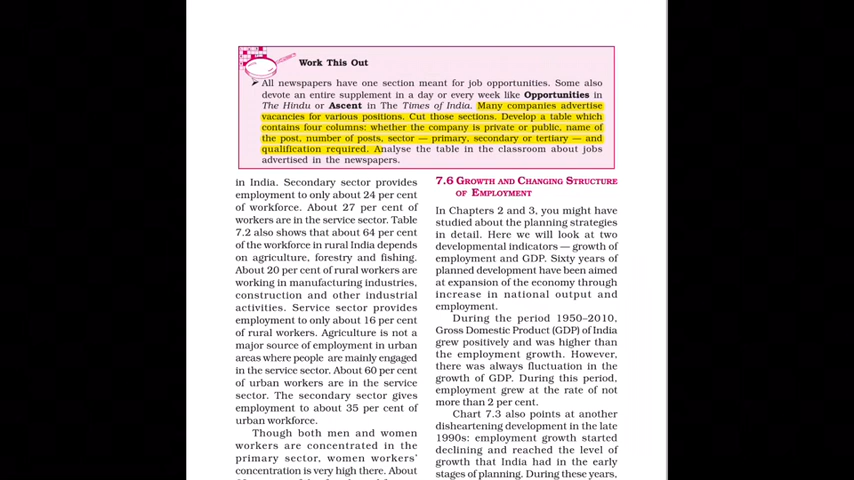 Work This Out
➤ All newspapers have one section meant for job opportunities. Some also
devote an entire supplement in a day or every week like Opportunities in
The Hindu or Ascent in The Times of India. Many companies advertise
vacancies for various positions. Cut those sections. Develop a table which
contains four columns: whether the company is private or public, name of
the post, number of posts, sector — primary, secondary or tertiary — and
qualification required. Analyse the table in the classroom about jobs
advertised in the newspapers.
in India. Secondary sector provides
employment to only about 24 per cent
of workforce. About 27 per cent of
workers are in the service sector. Table
7.2 also shows that about 64 per cent
of the workforce in rural India depends
on agriculture, forestry and fishing.
About 20 per cent of rural workers are
working in manufacturing industries,
construction and other industrial
activities. Service sector provides
employment to only about 16 per cent
of rural workers. Agriculture is not a
major source of employment in urban
areas where people are mainly engaged
in the service sector. About 60 per cent
of urban workers are in the service
sector. The secondary sector gives
employment to about 35 per cent of
urban workforce.
Though both men and women
workers are concentrated in the
primary sector, women workers'
concentration is very high there. About
7.6 GROWTH AND CHANGING STRUCTURE
OF EMPLOYMENT
In Chapters 2 and 3, you might have
studied about the planning strategies
in detail. Here we will look at two
developmental indicators — growth of
employment and GDP. Sixty years of
planned development have been aimed
at expansion of the economy through
increase in national output and
employment.
During the period 1950–2010,
Gross Domestic Product (GDP) of India
grew positively and was higher than
the employment growth. However,
there was always fluctuation in the
growth of GDP. During this period,
employment grew at the rate of not
more than 2 per cent.
Chart 7.3 also points at another
disheartening development in the late
1990s: employment growth started
declining and reached the level of
growth that India had in the early
stages of planning. During these years,